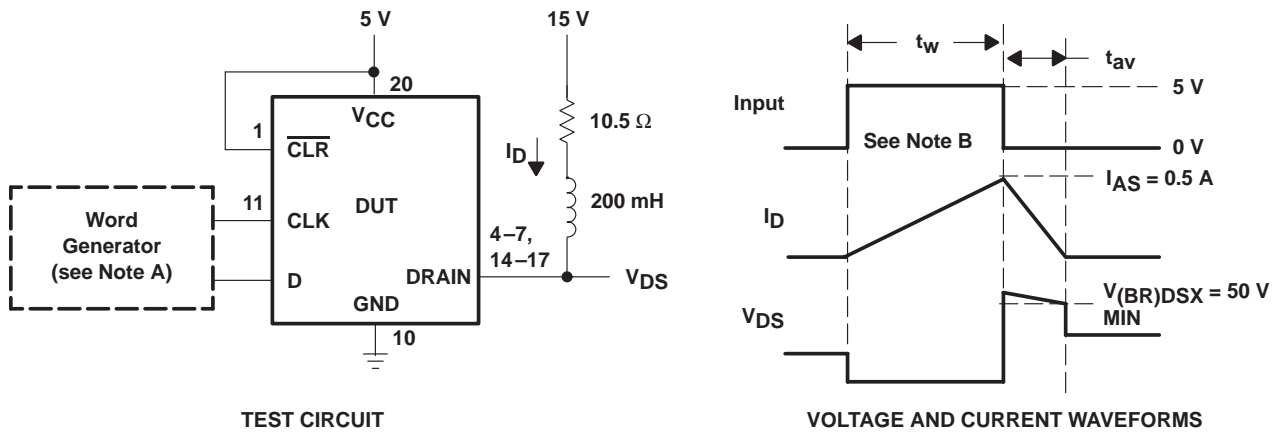 5 V
15 V
20
VCC
1
CLR
10.5 Ω
ID
Word
Generator
(see Note A)
11
CLK
DUT
200 mH
4–7,
14–17
D
DRAIN
VDS
GND
10
TEST CIRCUIT
tw
tav
Input
5 V
See Note B
0 V
IAS = 0.5 A
ID
V(BR)DSX = 50 V
MIN
VDS
VOLTAGE AND CURRENT WAVEFORMS